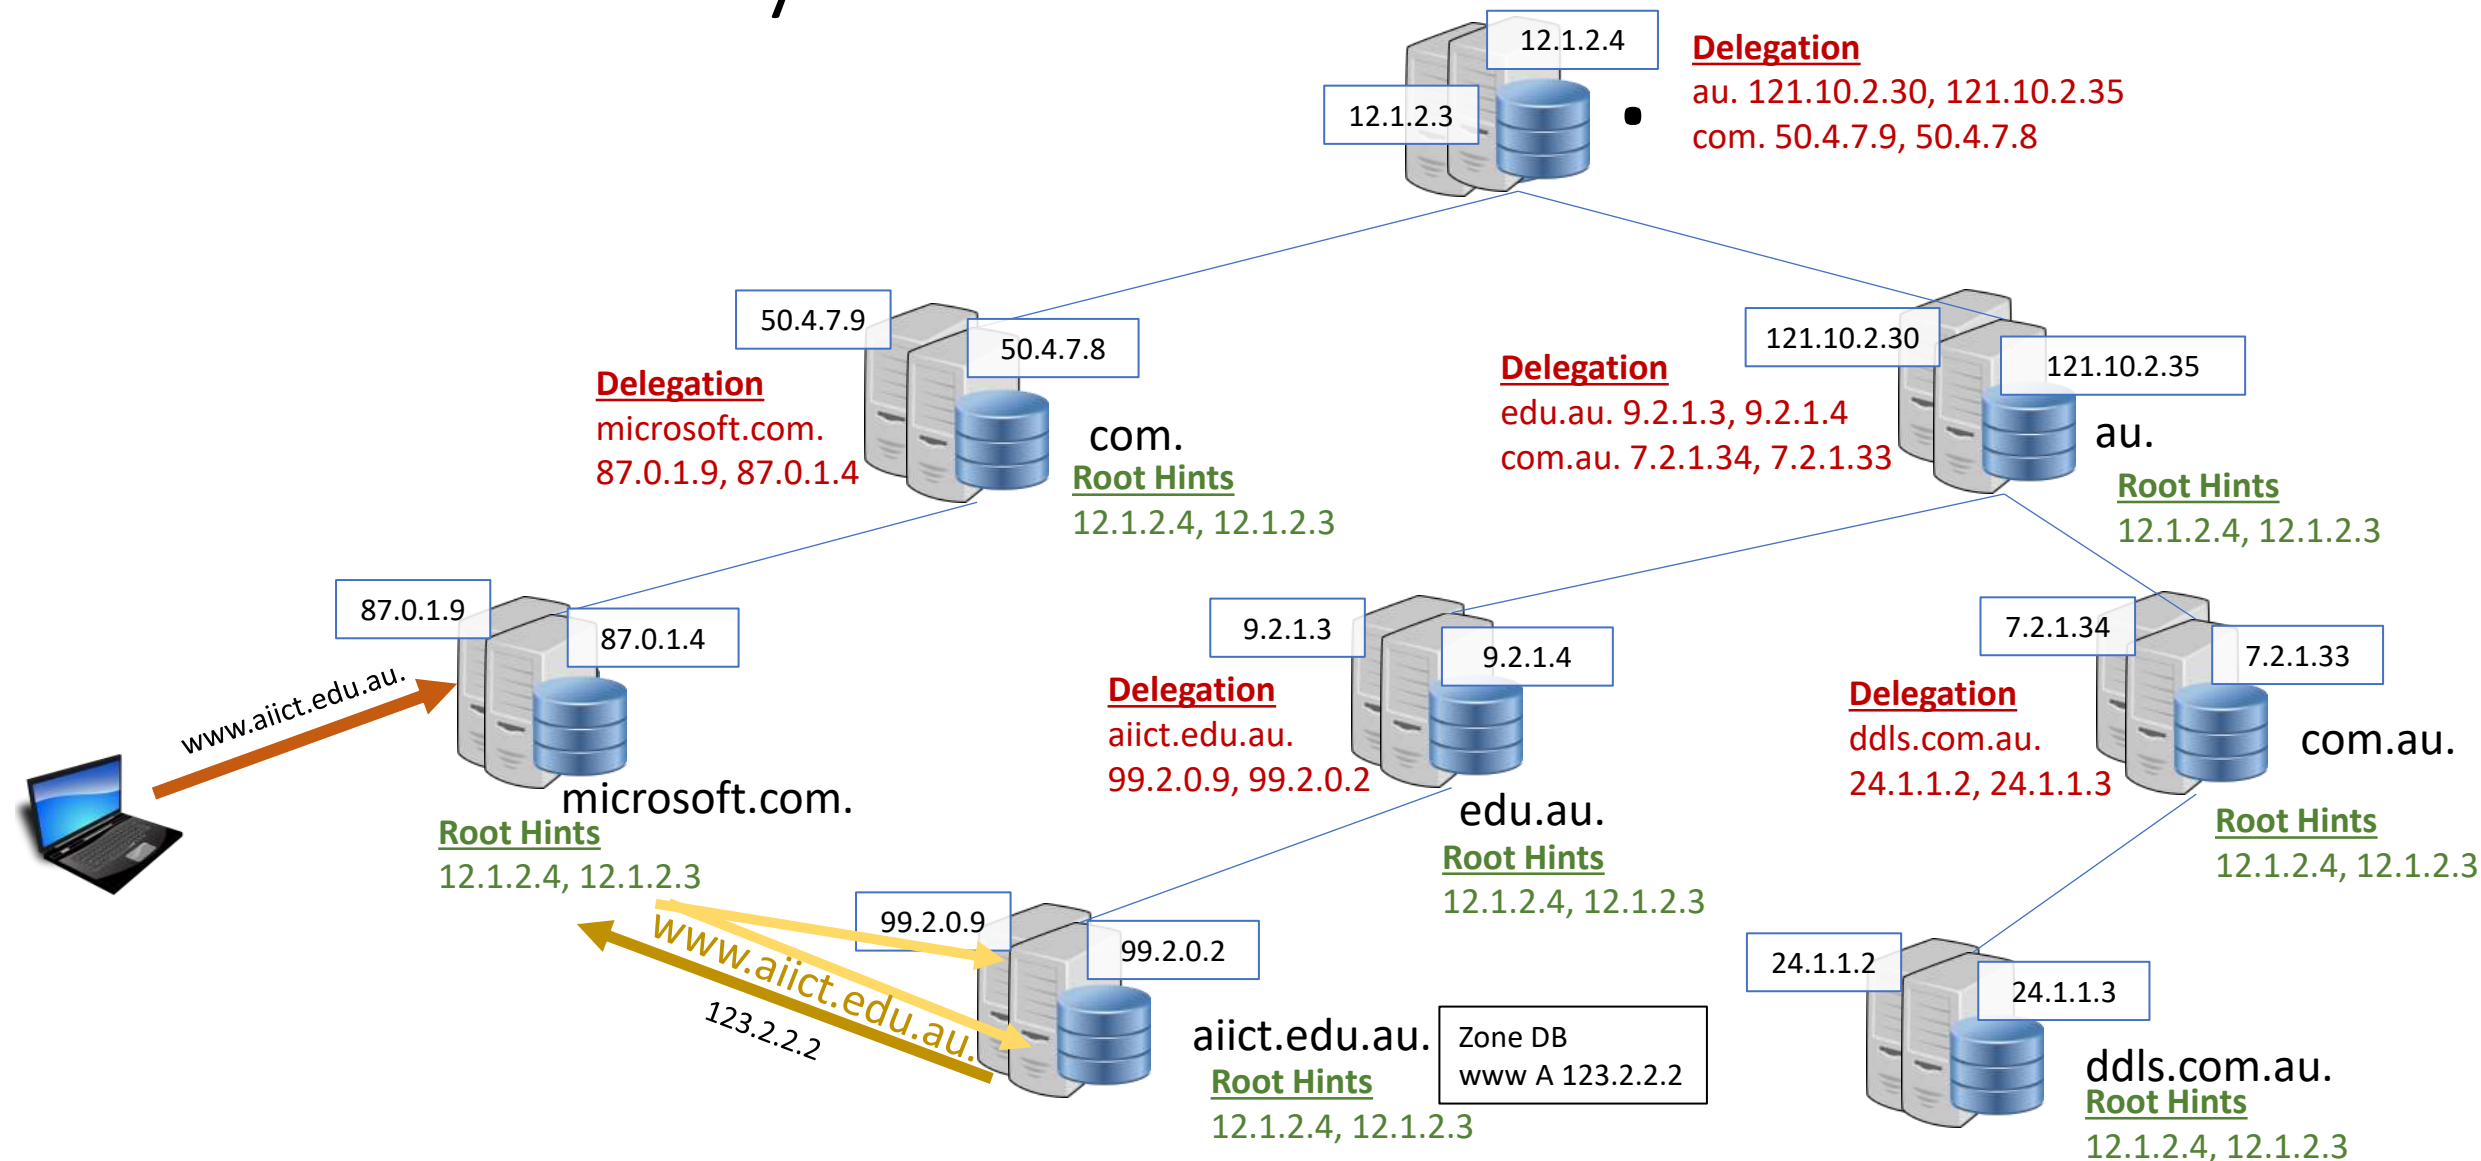 12.1.2.4
12.1.2.3
.
Delegation
au. 121.10.2.30, 121.10.2.35
com. 50.4.7.9, 50.4.7.8
50.4.7.9
50.4.7.8
Delegation
microsoft.com.
87.0.1.9, 87.0.1.4
com.
Root Hints
12.1.2.4, 12.1.2.3
121.10.2.30
121.10.2.35
Delegation
edu.au. 9.2.1.3, 9.2.1.4
com.au. 7.2.1.34, 7.2.1.33
au.
Root Hints
12.1.2.4, 12.1.2.3
87.0.1.9
87.0.1.4
www.aiict.edu.au.
microsoft.com.
Root Hints
12.1.2.4, 12.1.2.3
9.2.1.3
9.2.1.4
Delegation
aiict.edu.au.
99.2.0.9, 99.2.0.2
edu.au.
Root Hints
12.1.2.4, 12.1.2.3
7.2.1.34
7.2.1.33
Delegation
ddls.com.au.
24.1.1.2, 24.1.1.3
com.au.
Root Hints
12.1.2.4, 12.1.2.3
99.2.0.9
99.2.0.2
www.aiict.edu.au.
123.2.2.2
aiict.edu.au.
Root Hints
12.1.2.4, 12.1.2.3
Zone DB
www A 123.2.2.2
24.1.1.2
24.1.1.3
ddls.com.au.
Root Hints
12.1.2.4, 12.1.2.3